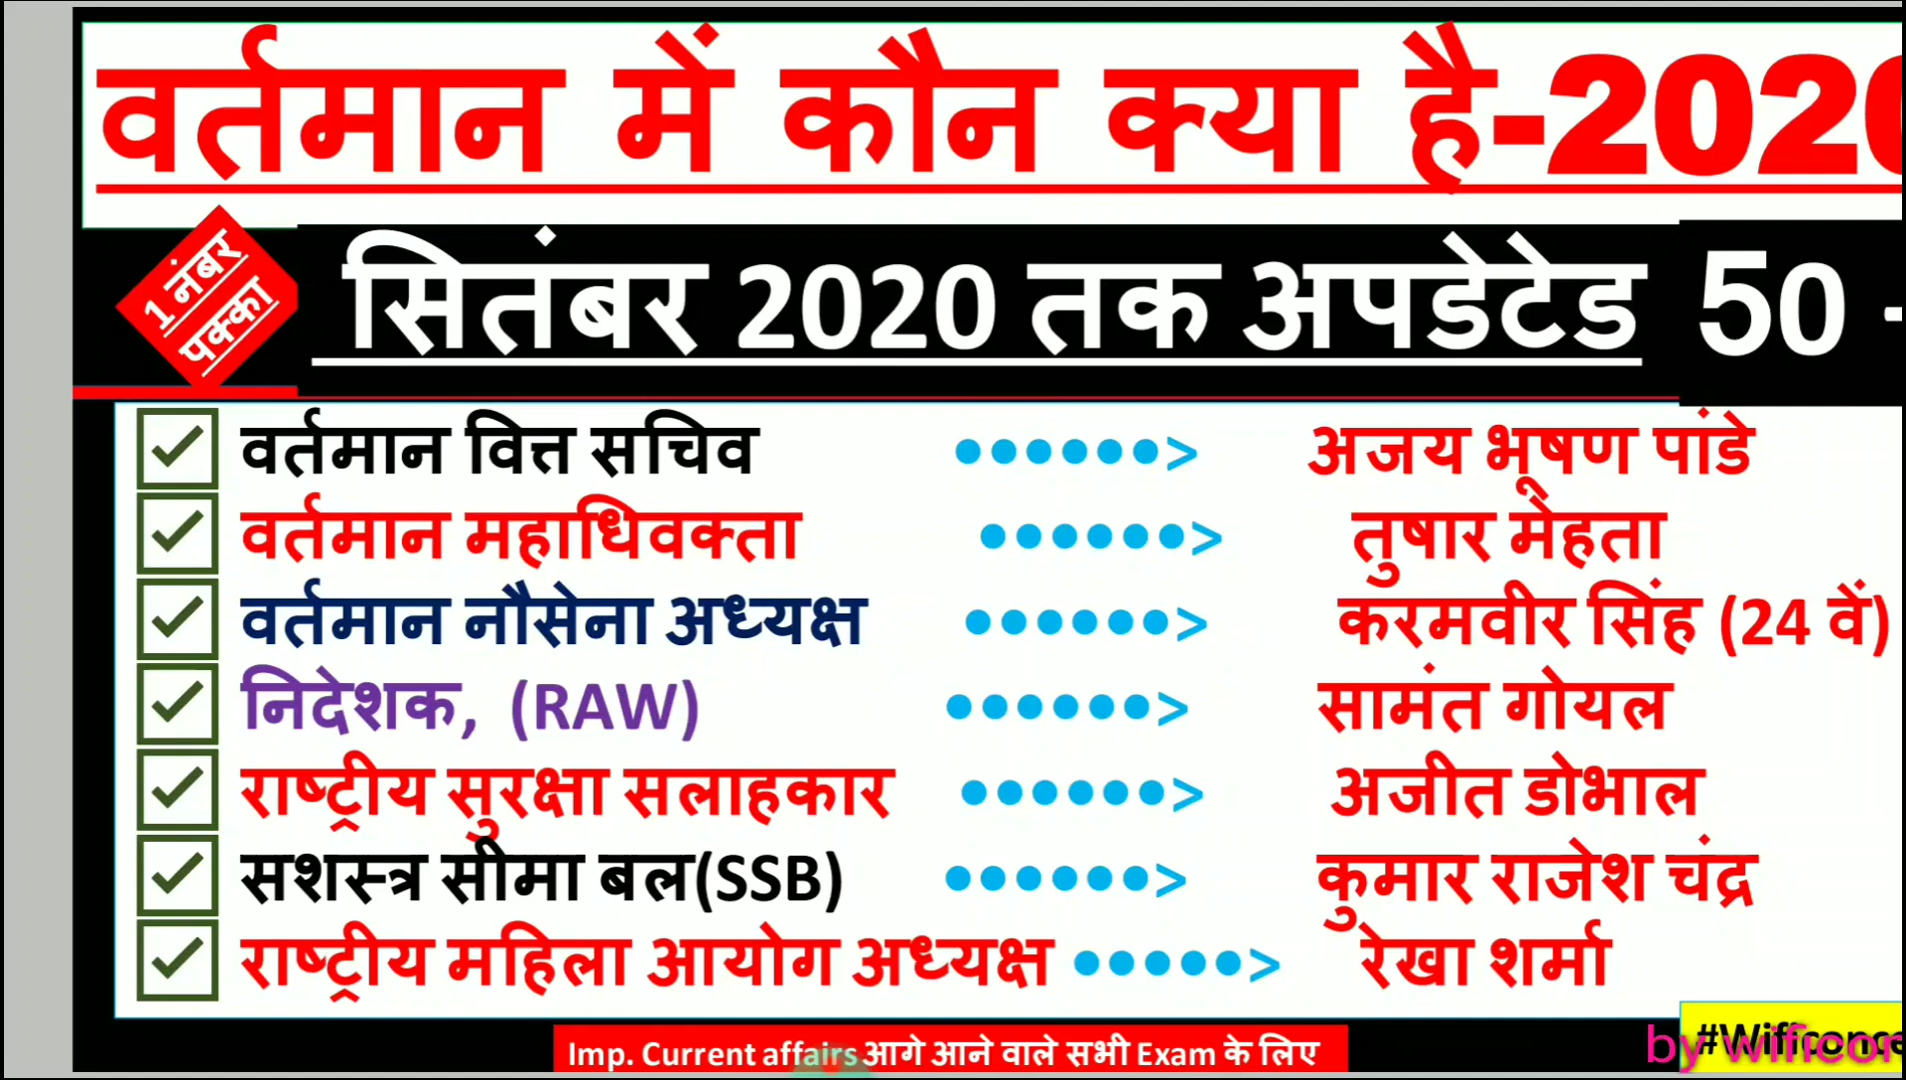 वर्तमान में कौन क्या है-2020
1 नंबर
पक्का
सितंबर 2020 तक अपडेटेड 50 -
वर्तमान वित्त सचिव ••••••> अजय भूषण पांडे
वर्तमान महाधिवक्ता ••••••> तुषार मेहता
वर्तमान नौसेना अध्यक्ष ••••••> करमवीर सिंह (24 वें)
निदेशक, (RAW) ••••••> सामंत गोयल
राष्ट्रीय सुरक्षा सलाहकार ••••••> अजीत डोभाल
सशस्त्र सीमा बल(SSB) ••••••> कुमार राजेश चंद्र
राष्ट्रीय महिला आयोग अध्यक्ष •••••> रेखा शर्मा
Imp. Current affairs आगे आने वाले सभी Exam के लिए
by